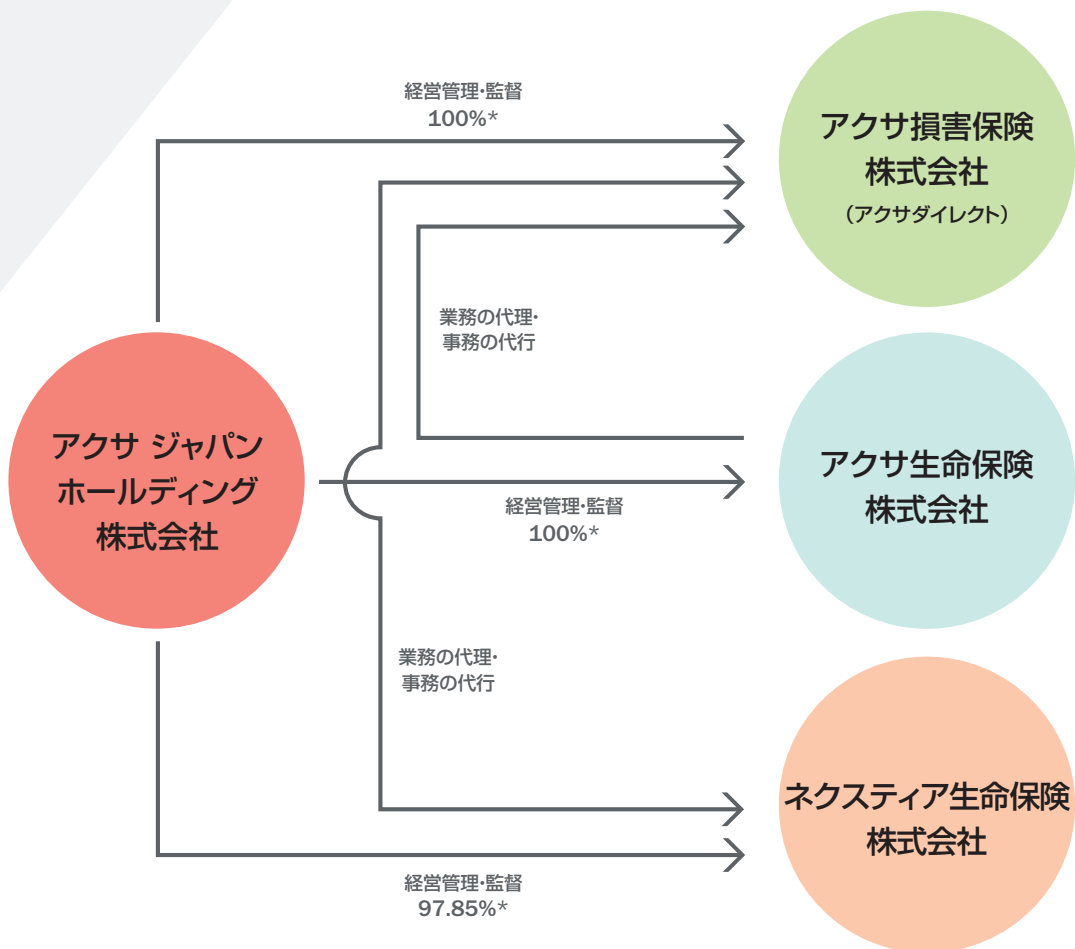 経営管理・監督
100%*
アクサ損害保険
株式会社
（アクサダイレクト）
業務の代理・
事務の代行
アクサ ジャパン
ホールディング
株式会社
アクサ生命保険
株式会社
経営管理・監督
100%*
業務の代理・
事務の代行
ネクスティア生命保険
株式会社
経営管理・監督
97.85%*